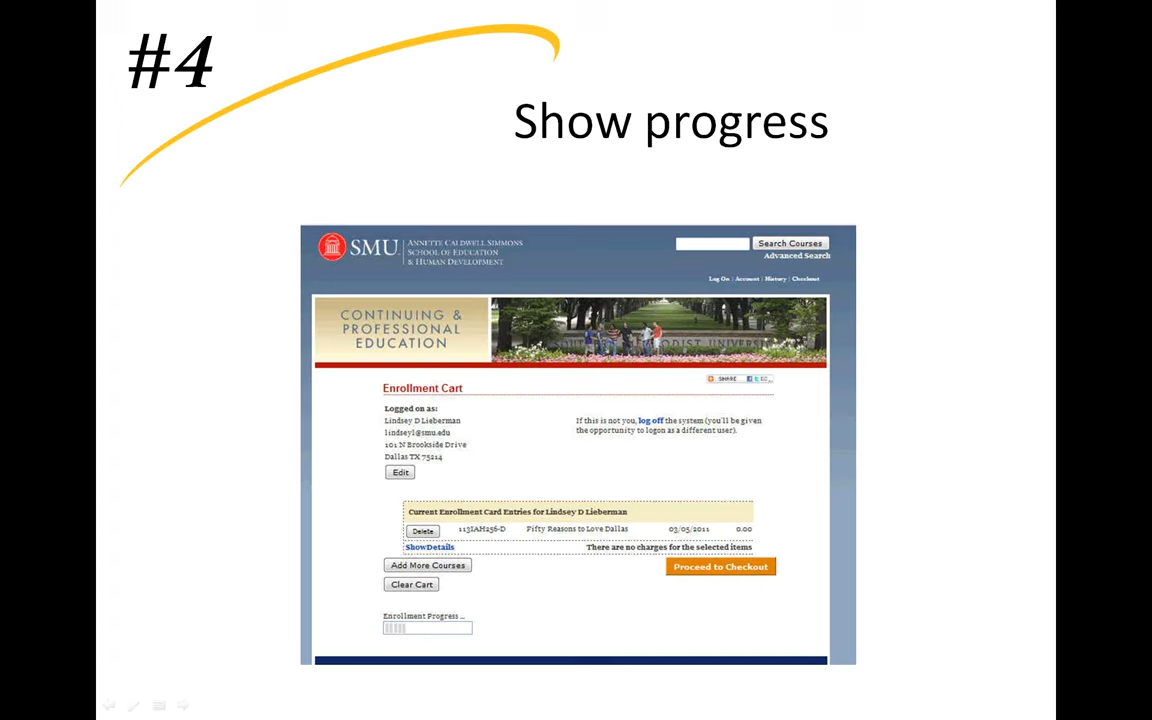 #4
Show progress
SMU
ANNETTE CALDWELL SIMMONS
SCHOOL OF EDUCATION
& HUMAN DEVELOPMENT
Search Courses
Advanced Search
Log On | Account | History | Checkout
CONTINUING &
PROFESSIONAL
EDUCATION
SHARE
Enrollment Cart
Logged on as:
Lindsey D Lieberman
lindseyl@smu.edu
101 N Brookside Drive
Dallas TX 75214
Edit
If this is not you, log off the system (you'll be given
the opportunity to logon as a different user).
Current Enrollment Card Entries for Lindsey D Lieberman
Delete 113IAH256-D Fifty Reasons to Love Dallas 03/05/2011 0.00
ShowDetails There are no charges for the selected items
Add More Courses
Proceed to Checkout
Clear Cart
Enrollment Progress ...